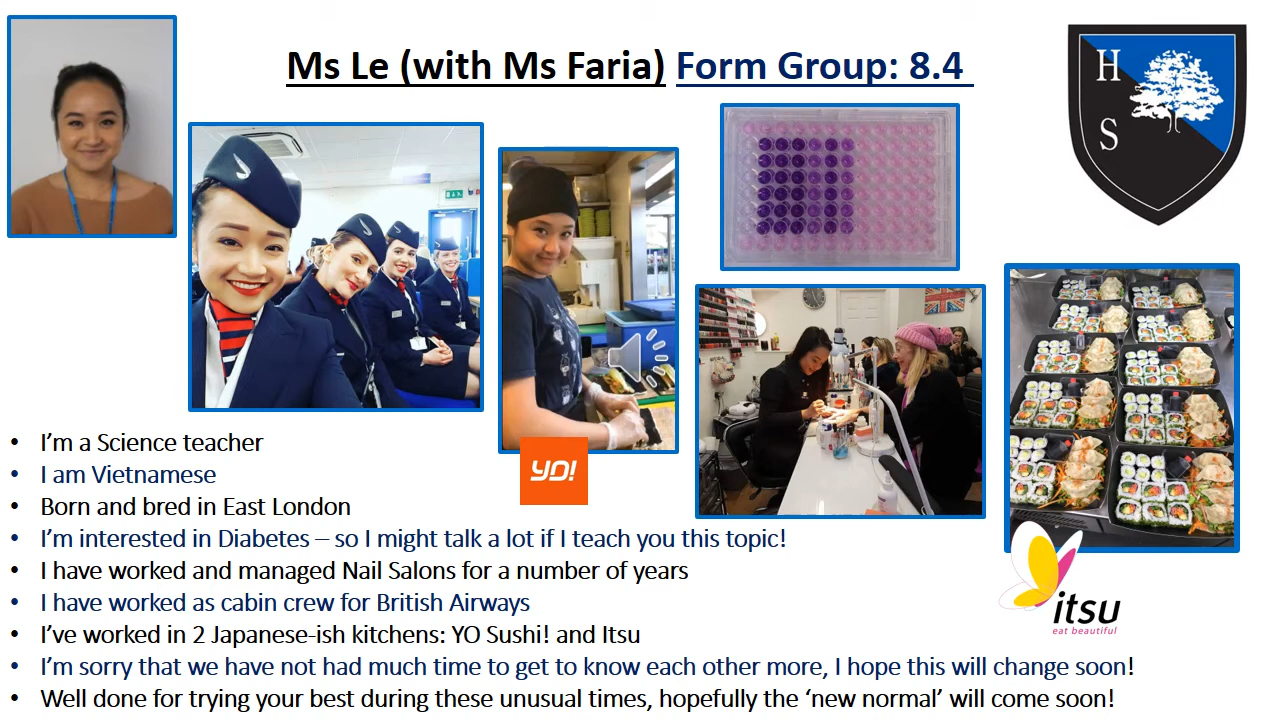 Ms Le (with Ms Faria) Form Group: 8.4
H
S
YO!
itsu
eat beautiful
• I'm a Science teacher
• I am Vietnamese
• Born and bred in East London
• I'm interested in Diabetes – so I might talk a lot if I teach you this topic!
• I have worked and managed Nail Salons for a number of years
• I have worked as cabin crew for British Airways
• I've worked in 2 Japanese-ish kitchens: YO Sushi! and Itsu
• I'm sorry that we have not had much time to get to know each other more, I hope this will change soon!
• Well done for trying your best during these unusual times, hopefully the 'new normal' will come soon!